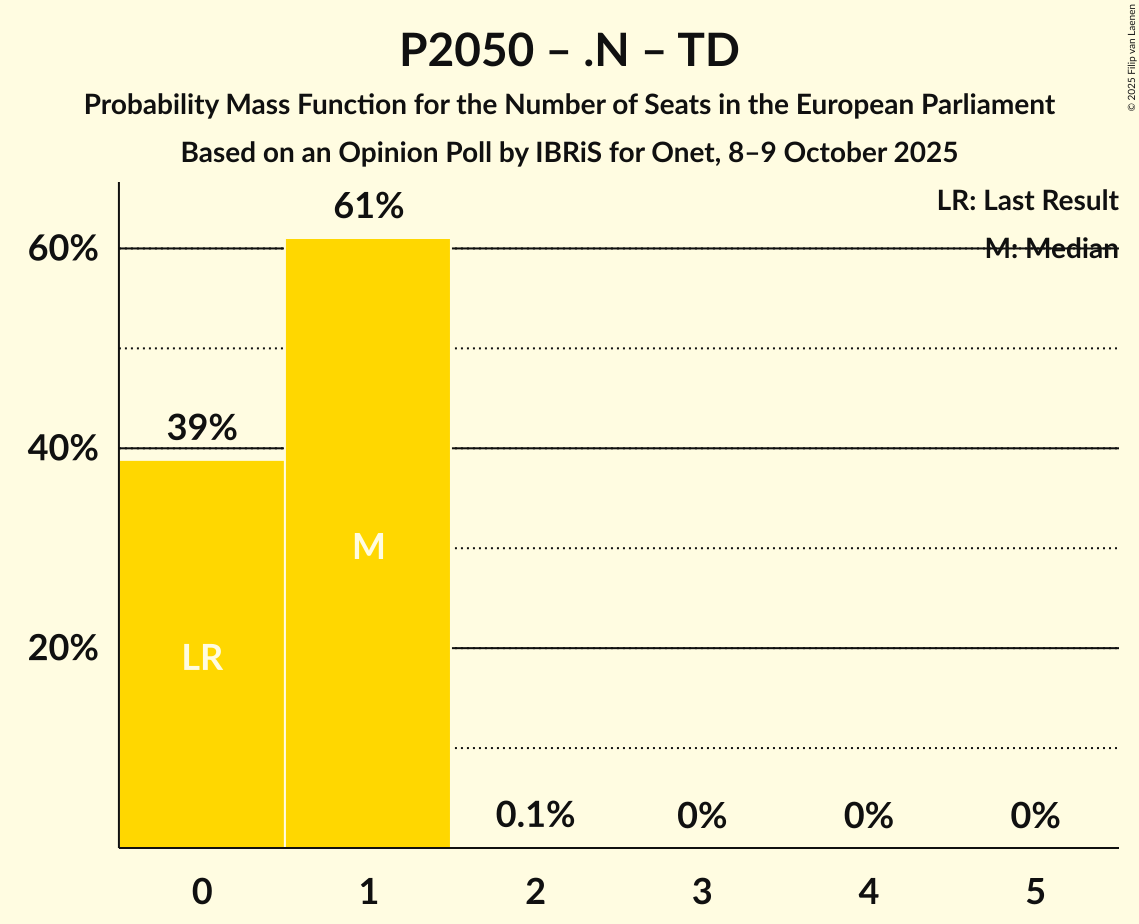 P2050 – .N – TD
Probability Mass Function for the Number of Seats in the European Parliament
Based on an Opinion Poll by IBRiS for Onet, 8–9 October 2025
© 2025 Filip van Laenen
LR: Last Result
M: Median
61%
60%
39%
40%
M
LR
20%
0.1%
0%
0%
0%
0
1
2
3
4
5